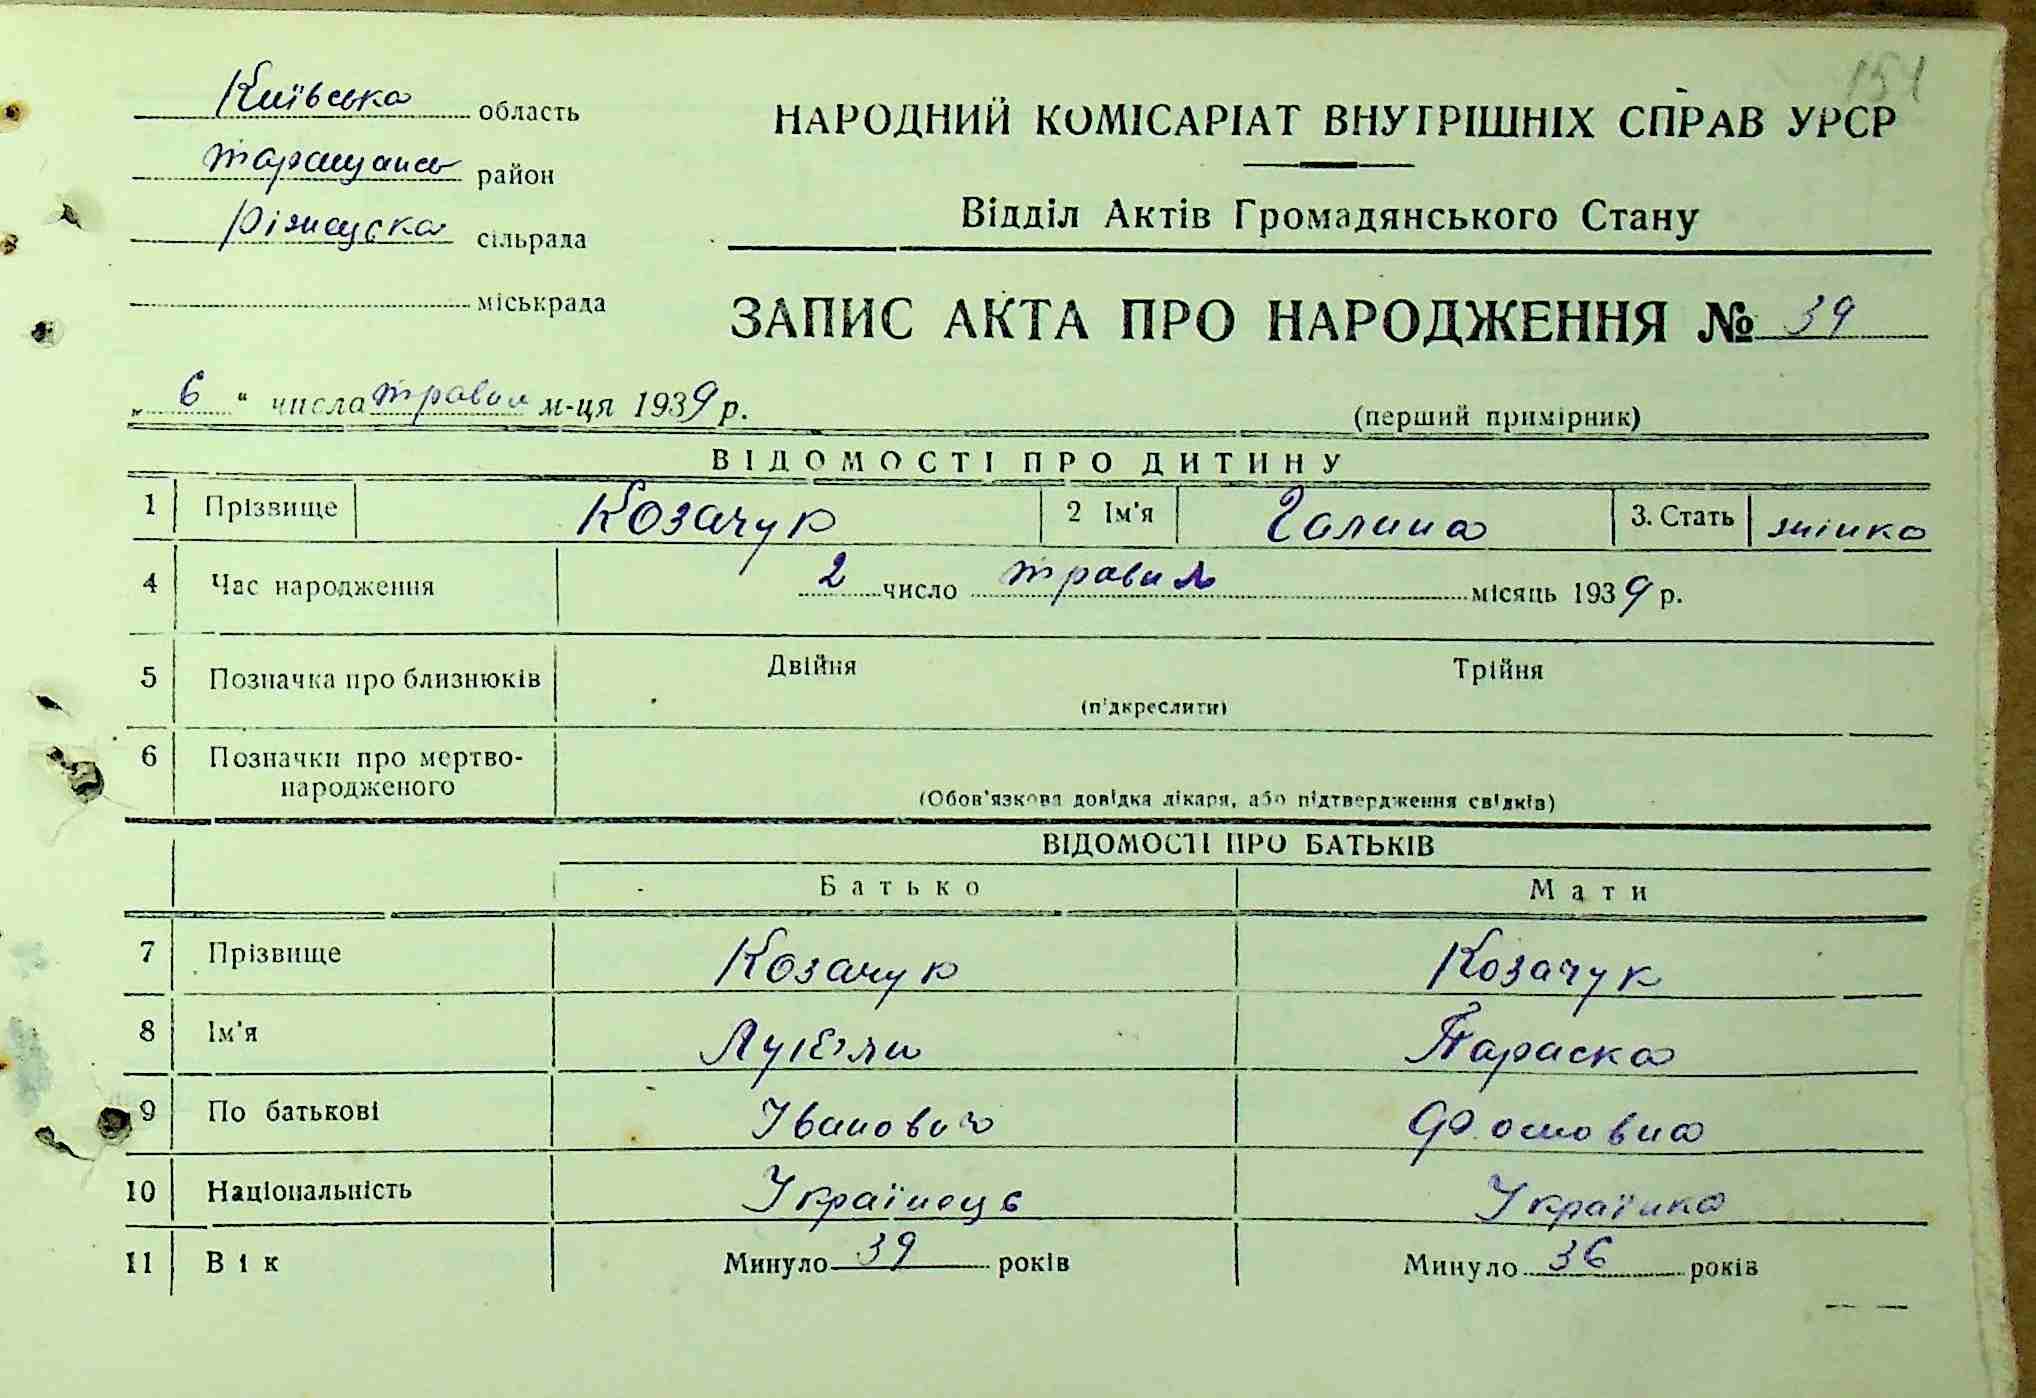 151
Київська область
НАРОДНИЙ КОМІСАРІАТ ВНУТРІШНІХ СПРАВ УРСР
Таращанс район
Відділ Актів Громадянського Стану
сільрада
міськрада
ЗАПИС АКТА ПРО НАРОДЖЕННЯ № 39
„ 6 “ числа травня м-ця 1939 р.
(перший примірник)
ВІДОМОСТІ ПРО ДИТИНУ
1 Прізвище Козачук 2 Ім'я Галина 3. Стать жінка
4 Час народження 2 число травня місяць 1939 р.
5 Позначка про близнюків Двійня Трійня
(підкреслити)
6 Позначки про мертво-
народженого
(Обов'язкова довідка лікаря, або підтвердження свідків)
ВІДОМОСТІ ПРО БАТЬКІВ
Батько Мати
7 Прізвище Козачук Козачук
8 Ім'я Параска
9 По батькові Іванович
10 Національність Українець Українка
11 Вік Минуло 39 років Минуло 36 років